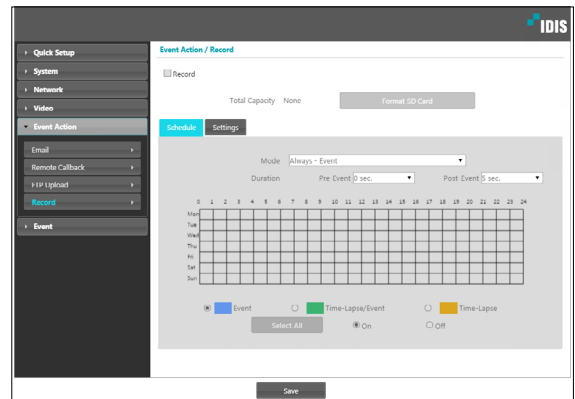 IDIS
Quick Setup
System
Network
Video
Event Action
Email
Remote Callback
FTP Upload
Record
Event
Event Action / Record
Record
Total Capacity None Format SD Card
Schedule Settings
Mode Always - Event
Duration Pre Event 0 sec. Post Event 5 sec.
0 1 2 3 4 5 6 7 8 9 10 11 12 13 14 15 16 17 18 19 20 21 22 23 24
Mon
Tue
Wed
Thu
Fri
Sat
Sun
Event Time-Lapse/Event Time-Lapse
Select All On Off
Save